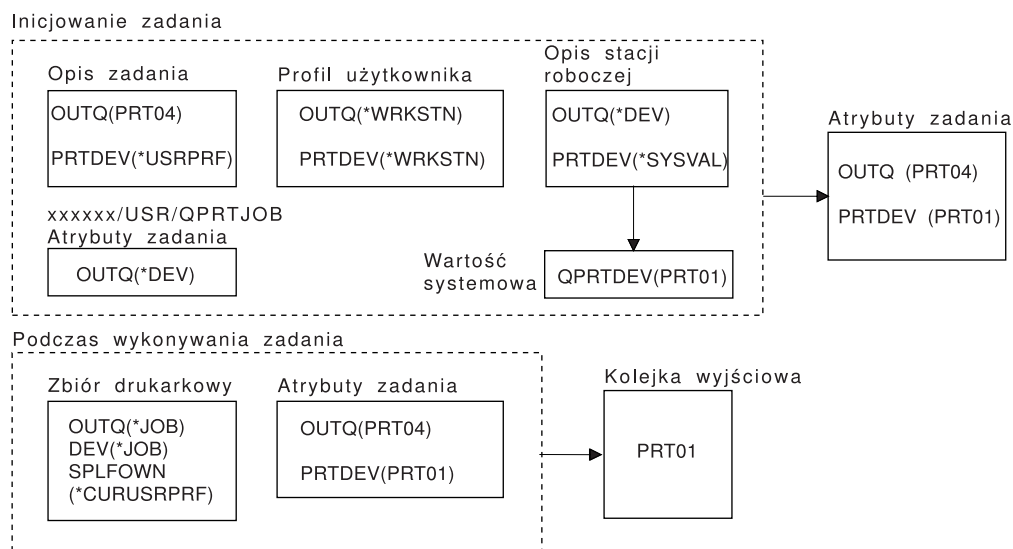 Inicjowanie zadania
Opis zadania
OUTQ(PRT04)
PRTDEV(*USRPRF)
Profil użytkownika
OUTQ(*WRKSTN)
PRTDEV(*WRKSTN)
Opis stacji
roboczej
OUTQ(*DEV)
PRTDEV(*SYSVAL)
Atrybuty zadania
OUTQ (PRT04)
PRTDEV (PRT01)
xxxxxx/USR/QPRTJOB
Atrybuty zadania
OUTQ(*DEV)
Wartość
systemowa
QPRTDEV(PRT01)
Podczas wykonywania zadania
Zbiór drukarkowy
OUTQ(*JOB)
DEV(*JOB)
SPLFOWN
(*CURUSRPRF)
Atrybuty zadania
OUTQ(PRT04)
PRTDEV(PRT01)
Kolejka wyjściowa
PRT01